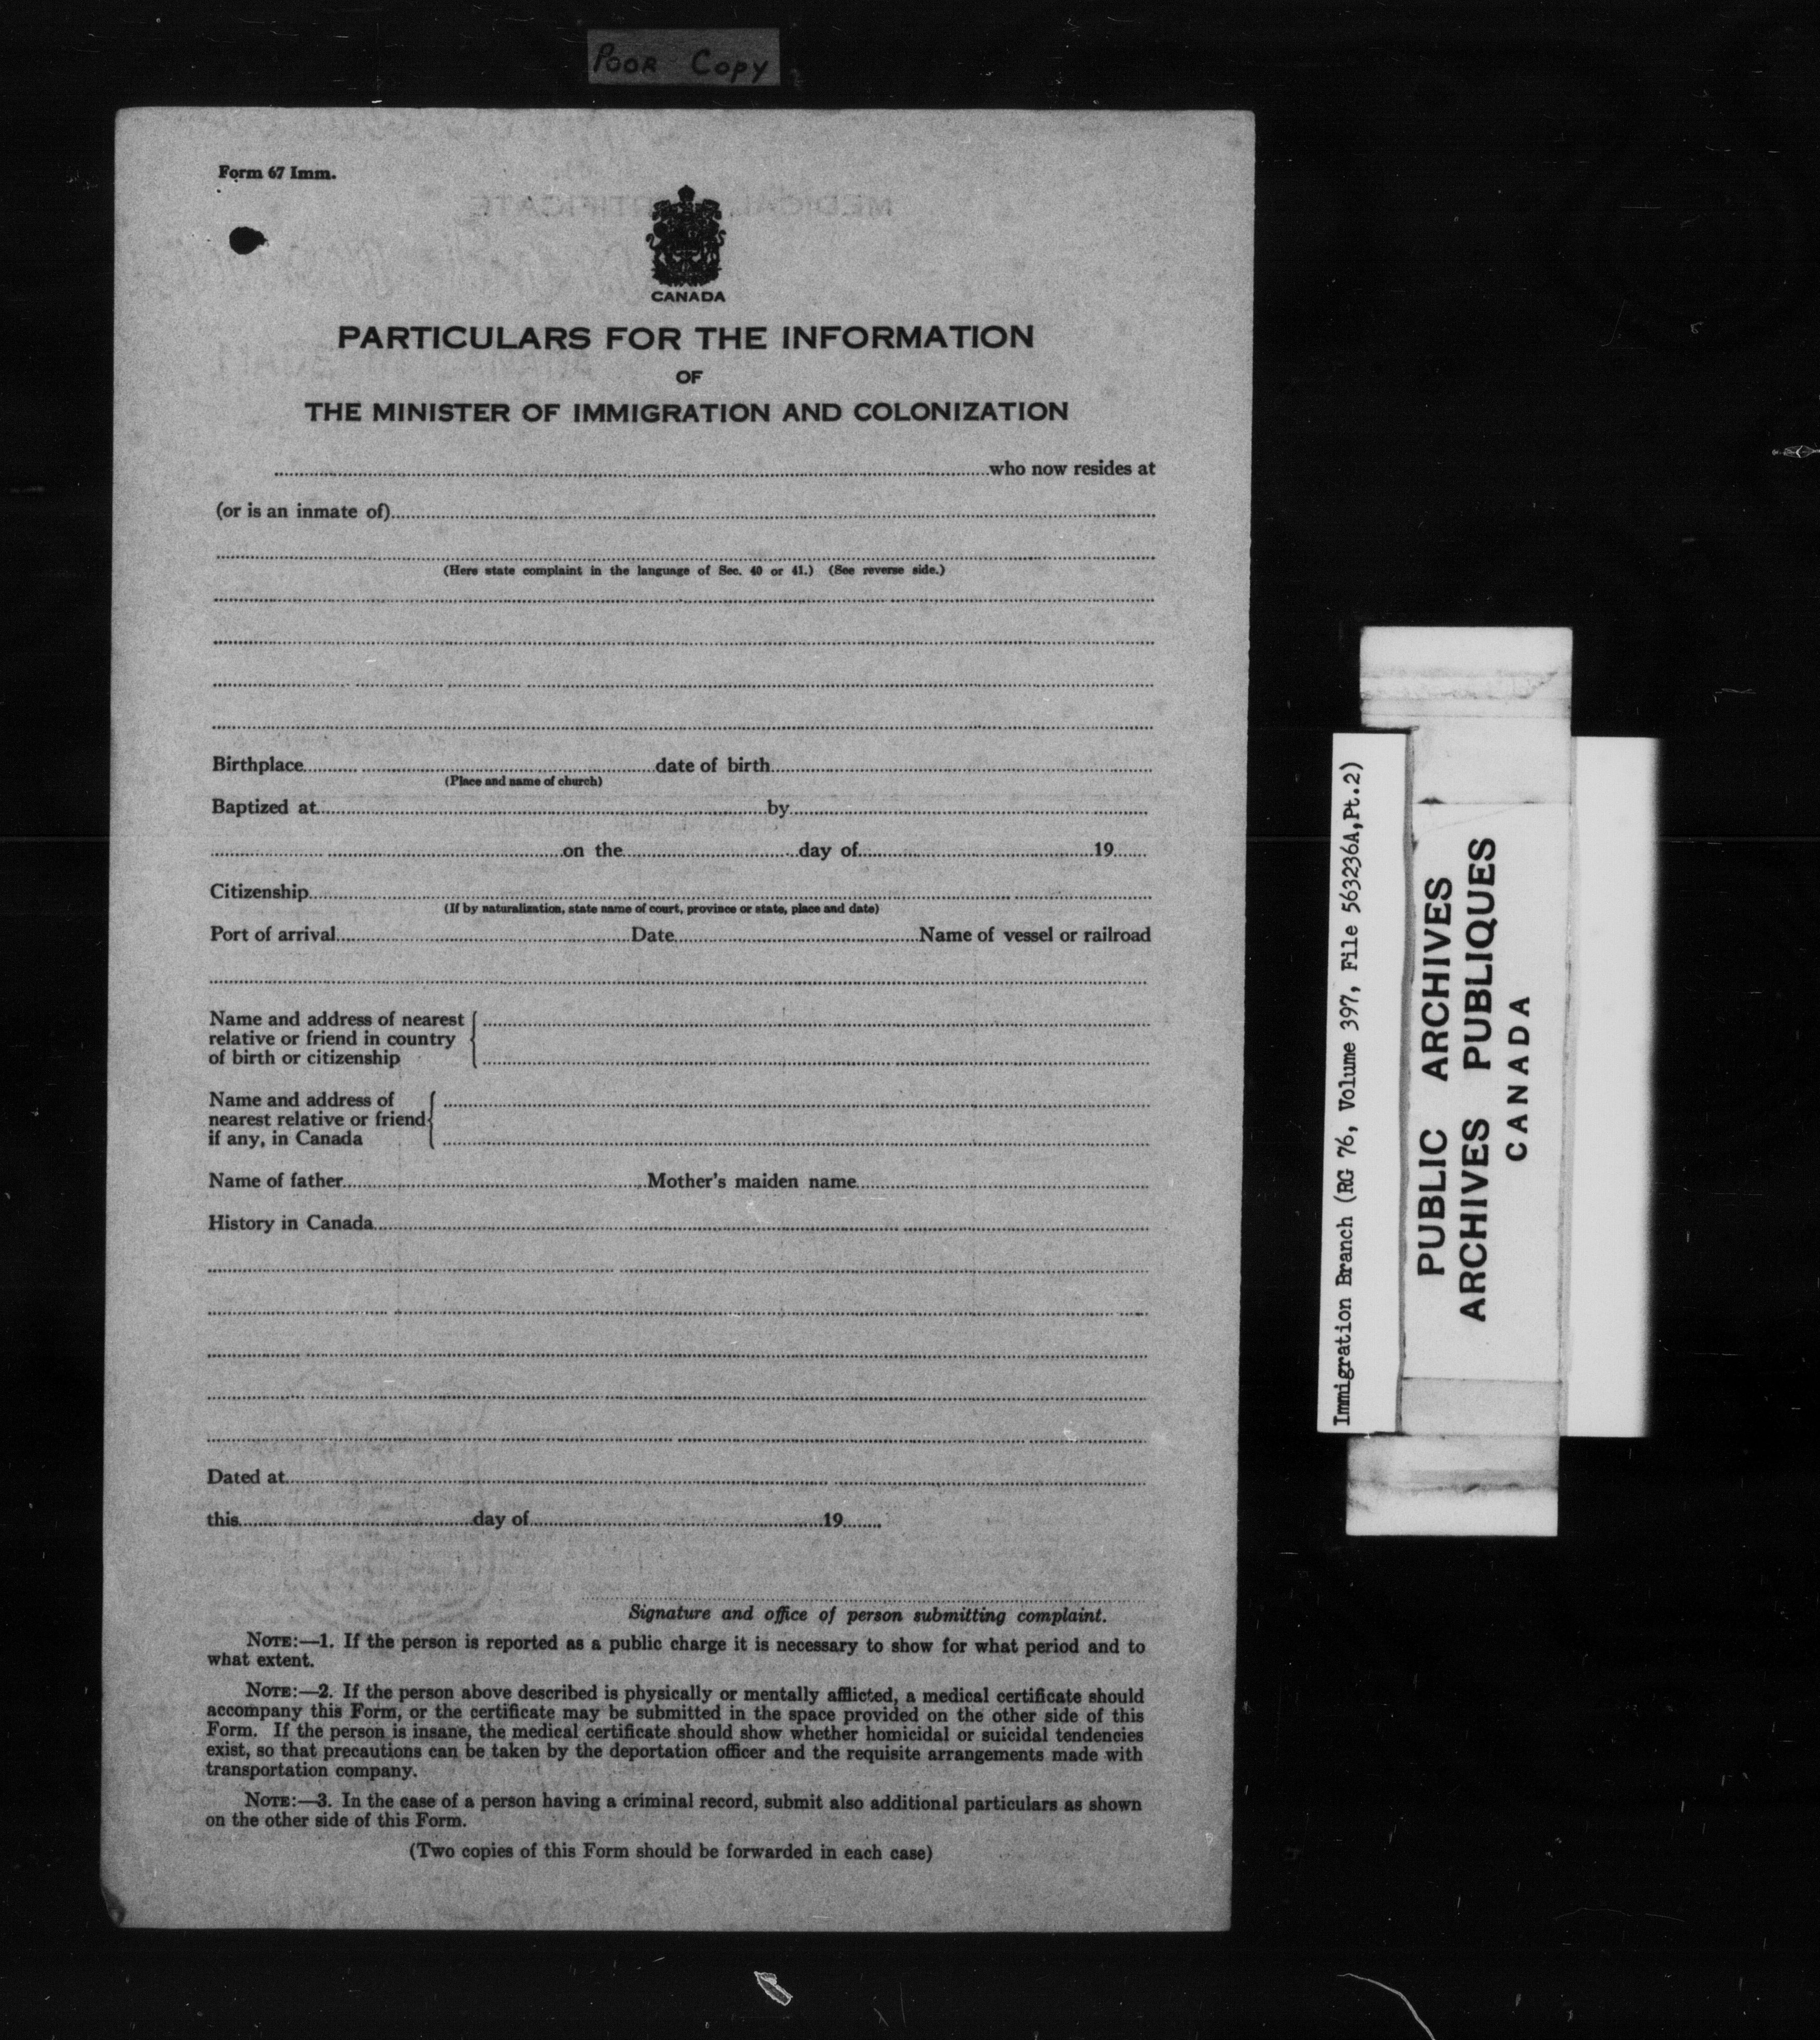 POOR COPY
Form 67 Imm.
MEDICAL CERTIFICATE
CANADA
PARTICULARS FOR THE INFORMATION
OF
THE MINISTER OF IMMIGRATION AND COLONIZATION
who now resides at
(or is an inmate of)
(Here state complaint in the language of Sec. 40 or 41.) (See reverse side.)
Birthplace date of birth
(Place and name of church)
Baptized at by
on the day of 19
Citizenship
(If by naturalization, state name of court, province or state, place and date)
Port of arrival Date Name of vessel or railroad
Name and address of nearest
relative or friend in country
of birth or citizenship
Name and address of
nearest relative or friend
if any, in Canada
Name of father Mother's maiden name
History in Canada
Dated at
this day of 19
Signature and office of person submitting complaint.
NOTE:—1. If the person is reported as a public charge it is necessary to show for what period and to
what extent.
NOTE:—2. If the person above described is physically or mentally afflicted, a medical certificate should
accompany this Form, or the certificate may be submitted in the space provided on the other side of this
Form. If the person is insane, the medical certificate should show whether homicidal or suicidal tendencies
exist, so that precautions can be taken by the deportation officer and the requisite arrangements made with
transportation company.
NOTE:—3. In the case of a person having a criminal record, submit also additional particulars as shown
on the other side of this Form.
(Two copies of this Form should be forwarded in each case)
Immigration Branch (RG 76, Volume 397, File 563236A,Pt.2)
PUBLIC ARCHIVES
ARCHIVES PUBLIQUES
CANADA